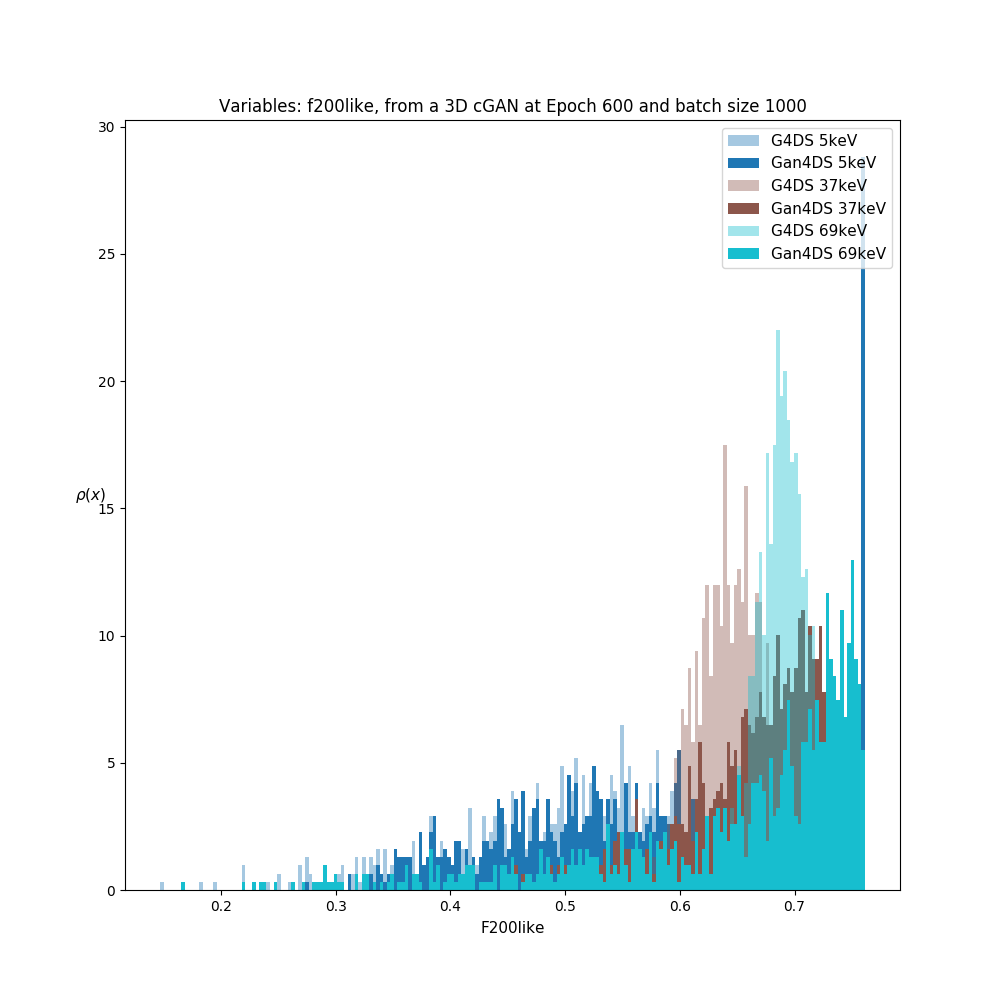 Variables: f200like, from a 3D cGAN at Epoch 600 and batch size 1000
30
25
20
15
10
5
0
ρ(x)
G4DS 5keV
Gan4DS 5keV
G4DS 37keV
Gan4DS 37keV
G4DS 69keV
Gan4DS 69keV
0.2 0.3 0.4 0.5 0.6 0.7
F200like